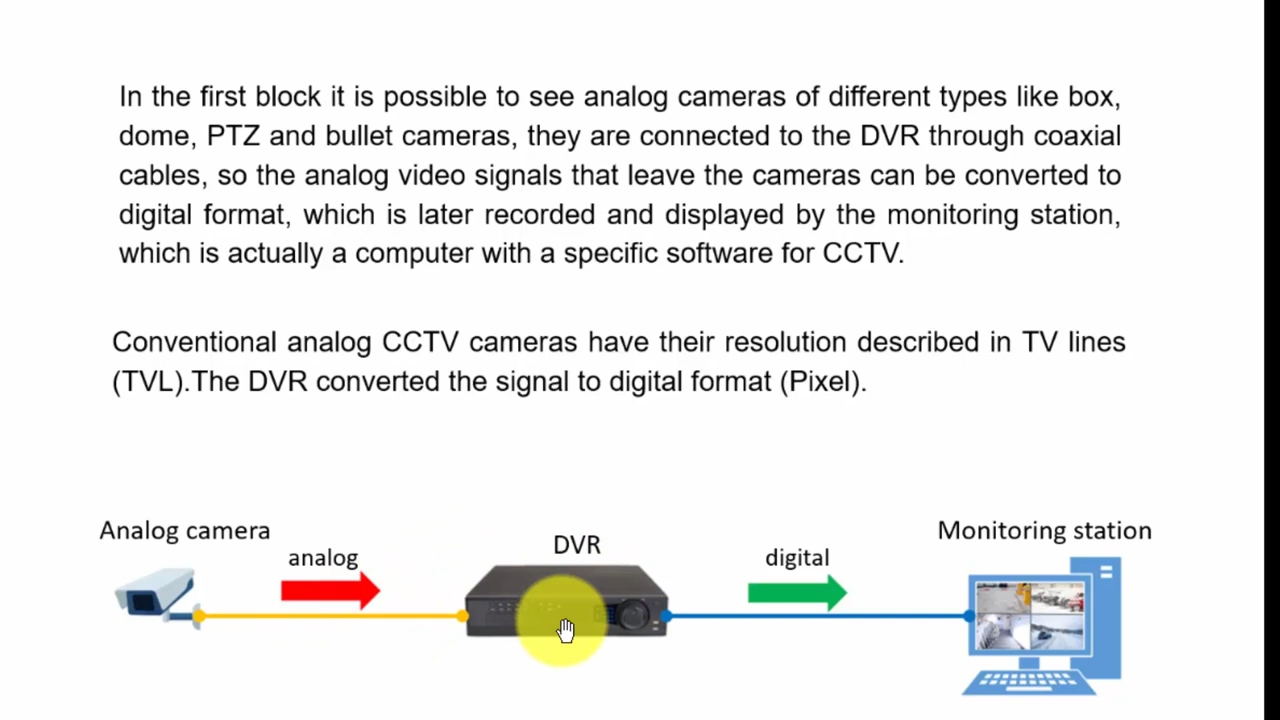 In the first block it is possible to see analog cameras of different types like box,
dome, PTZ and bullet cameras, they are connected to the DVR through coaxial
cables, so the analog video signals that leave the cameras can be converted to
digital format, which is later recorded and displayed by the monitoring station,
which is actually a computer with a specific software for CCTV.
Conventional analog CCTV cameras have their resolution described in TV lines
(TVL).The DVR converted the signal to digital format (Pixel).
Analog camera
analog
DVR
digital
Monitoring station